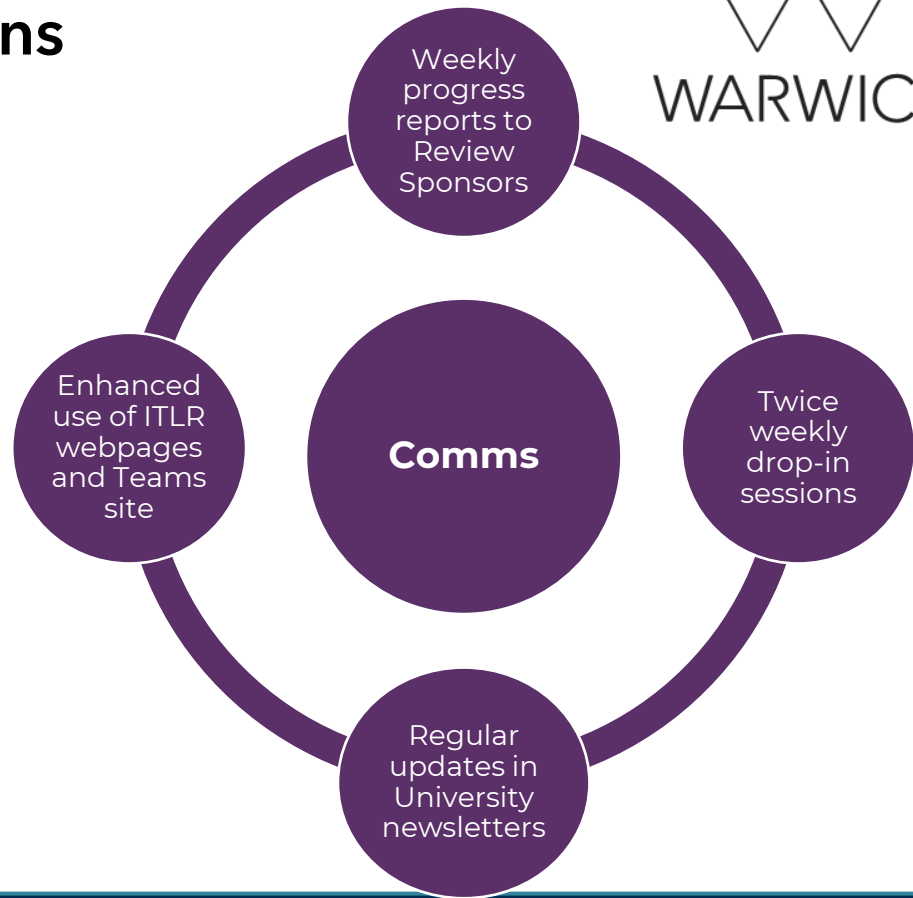 ns
WARWIC
Weekly
progress
reports to
Review
Sponsors
Enhanced
use of ITLR
webpages
and Teams
site
Comms
Twice
weekly
drop-in
sessions
Regular
updates in
University
newsletters